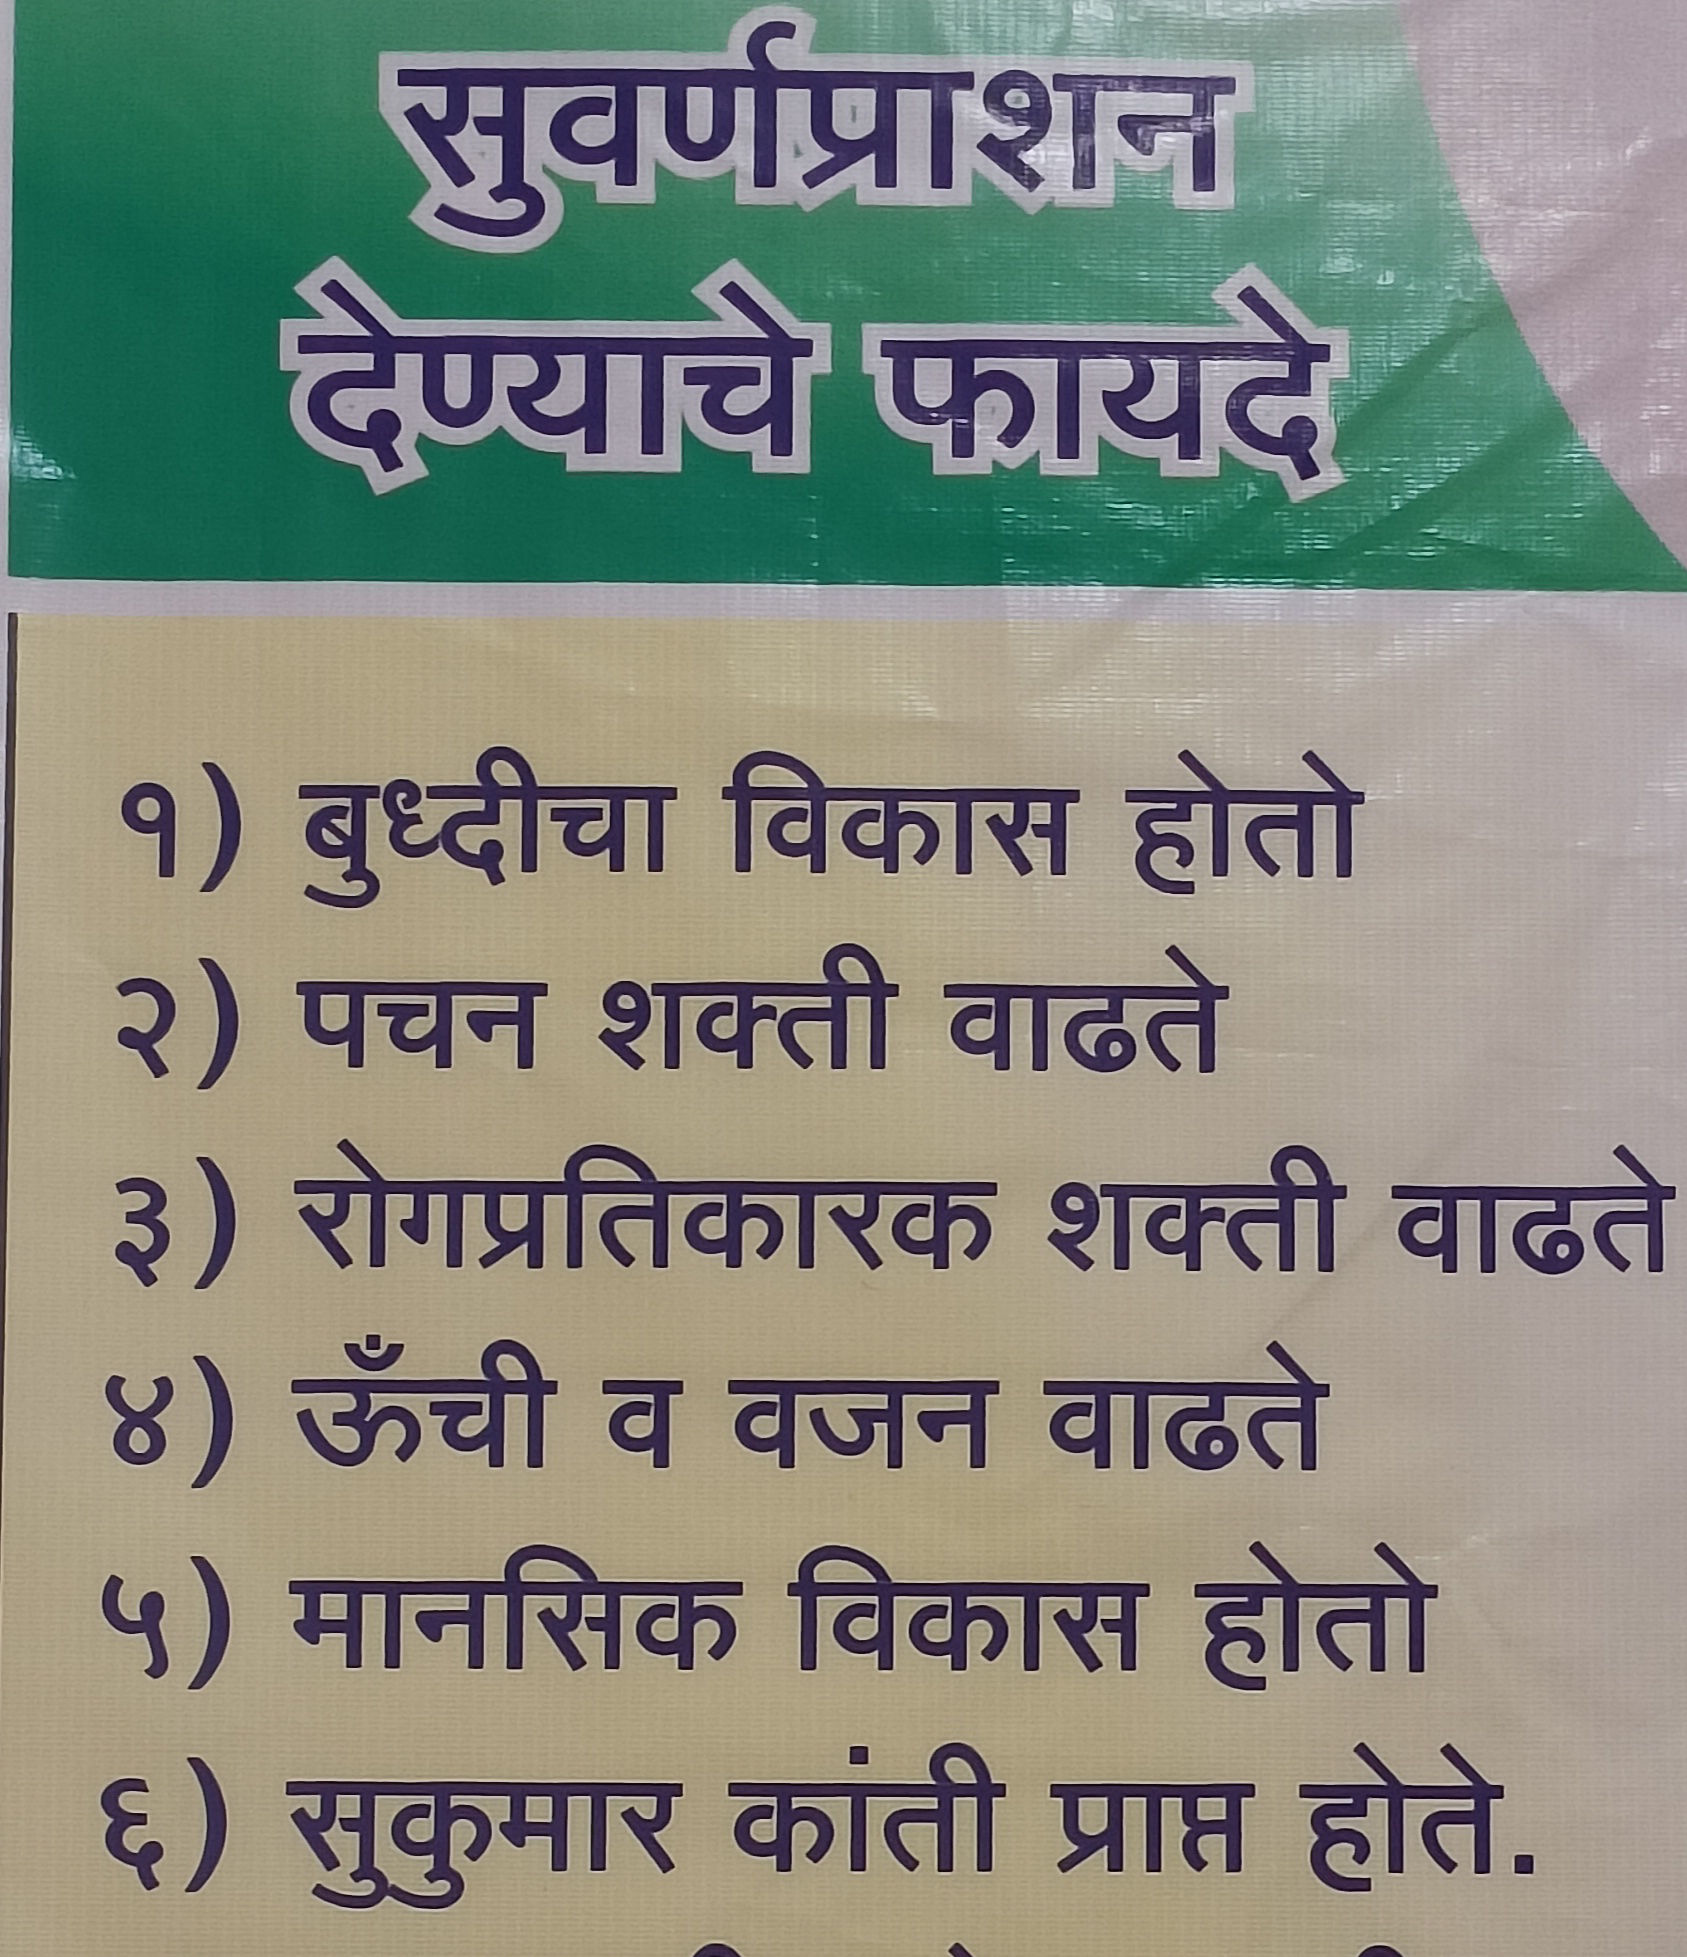 सुवर्णप्राशन
देण्याचे फायदे
१) बुध्दीचा विकास होतो
२) पचन शक्ती वाढते
३) रोगप्रतिकारक शक्ती वाढते
४) ऊँची व वजन वाढते
५) मानसिक विकास होतो
६) सुकुमार कांती प्राप्त होते.